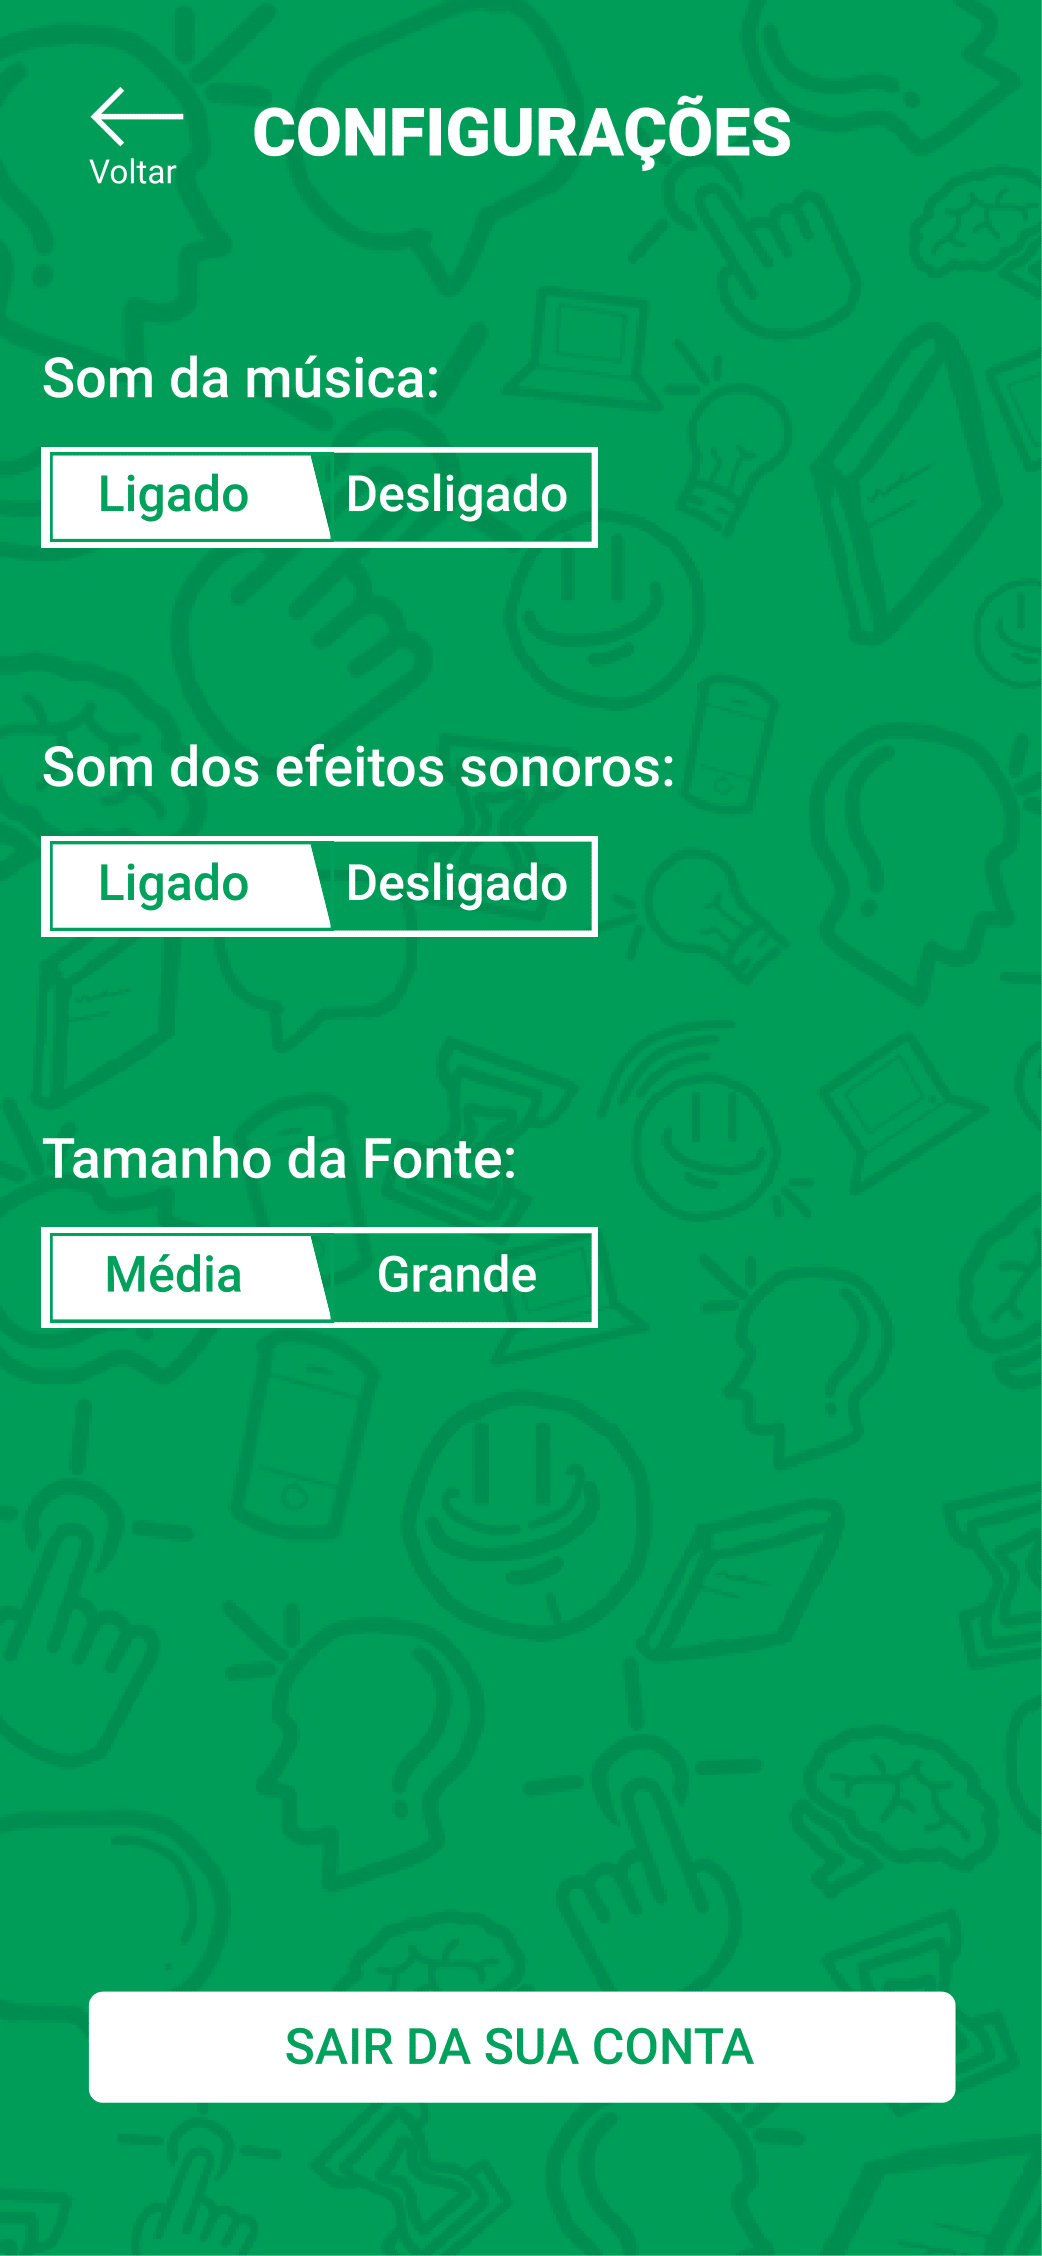 CONFIGURAÇÕES
Voltar
Som da música:
Ligado Desligado
Som dos efeitos sonoros:
Ligado Desligado
Tamanho da Fonte:
Média Grande
SAIR DA SUA CONTA